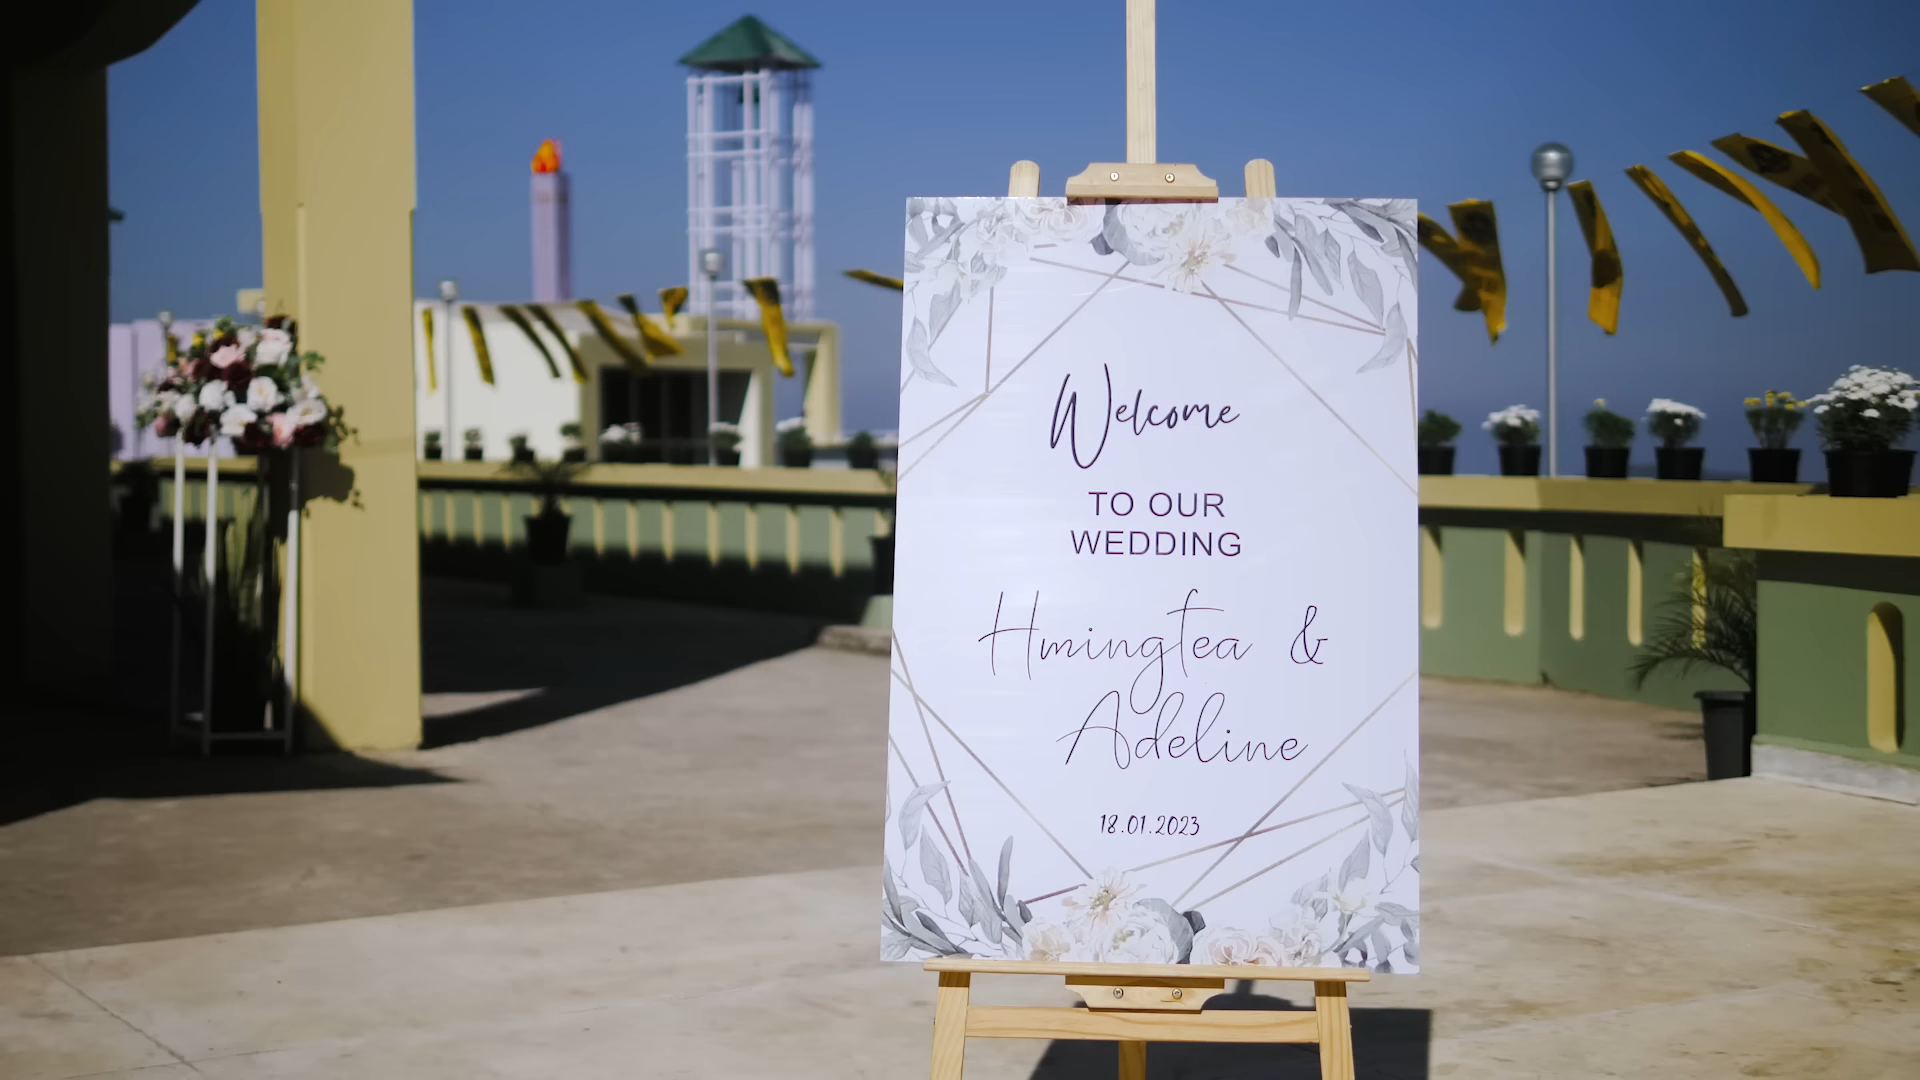 Welcome
TO OUR
WEDDING
Hmingtea &
Adeline
18.01.2023